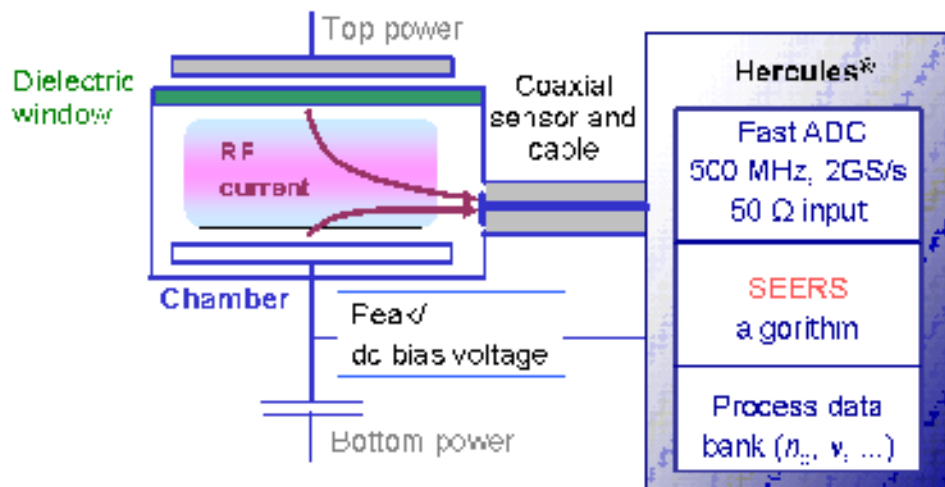 Top power
Dielectric
window
Coaxial
sensor and
cable
Hercules®
Fast ADC
500 MHz, 2GS/s
50 Ω input
RF
current
SEERS
a gorithm
Chamber
Peak/
dc bias voltage
Process data
bank (n, ν, ...)
Bottom power